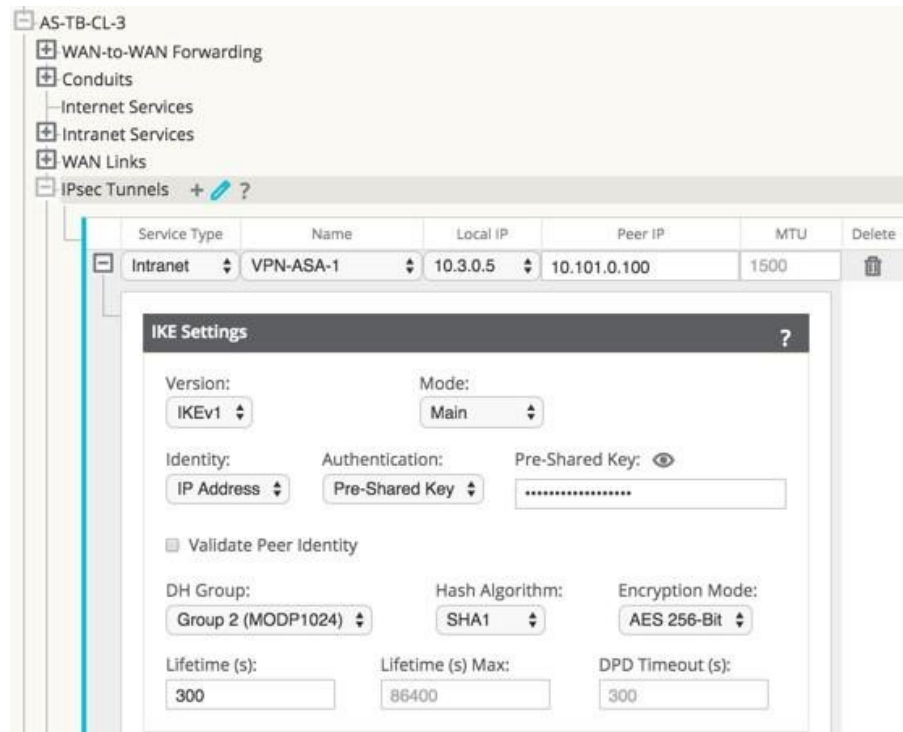 AS-TB-CL-3
WAN-to-WAN Forwarding
Conduits
Internet Services
Intranet Services
WAN Links
IPsec Tunnels + ?
Service Type Name Local IP Peer IP MTU Delete
Intranet VPN-ASA-1 10.3.0.5 10.101.0.100 1500
IKE Settings ?
Version: Mode:
IKEv1 Main
Identity: Authentication: Pre-Shared Key:
IP Address Pre-Shared Key ••••••••••••••••••
Validate Peer Identity
DH Group: Hash Algorithm: Encryption Mode:
Group 2 (MODP1024) SHA1 AES 256-Bit
Lifetime (s): Lifetime (s) Max: DPD Timeout (s):
300 86400 300